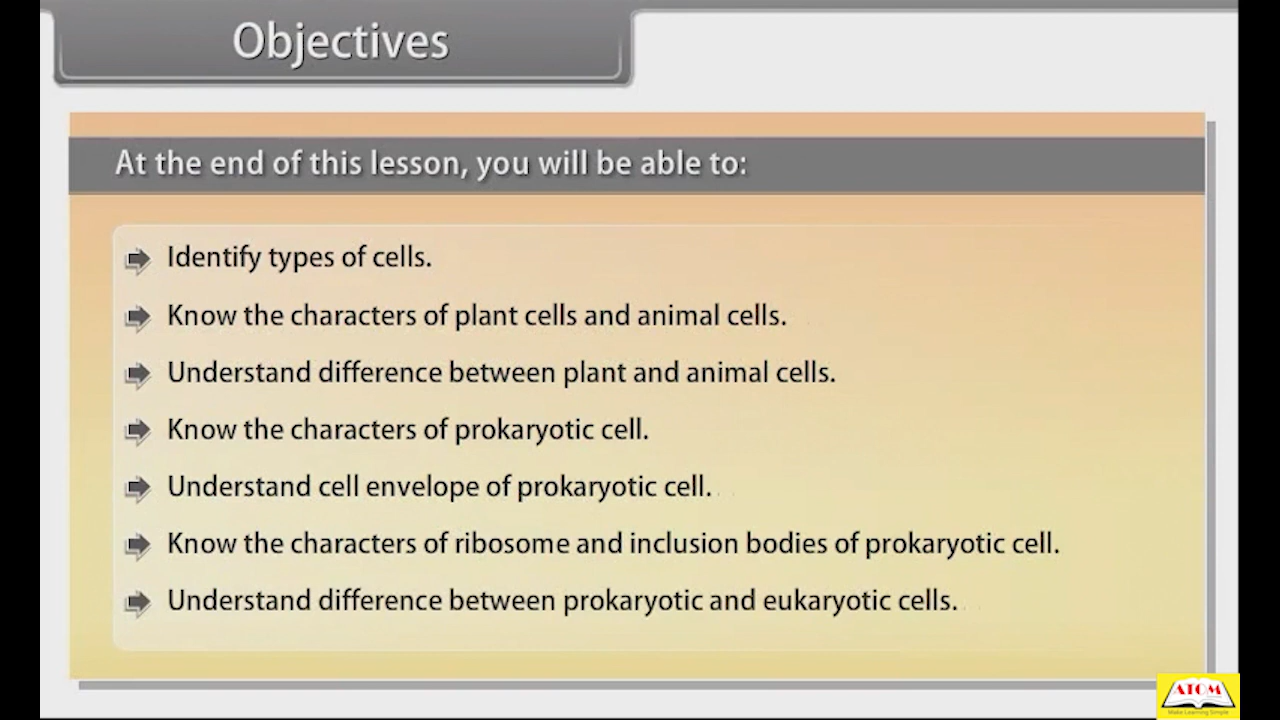 Objectives
At the end of this lesson, you will be able to:
Identify types of cells.
Know the characters of plant cells and animal cells.
Understand difference between plant and animal cells.
Know the characters of prokaryotic cell.
Understand cell envelope of prokaryotic cell.
Know the characters of ribosome and inclusion bodies of prokaryotic cell.
Understand difference between prokaryotic and eukaryotic cells.
ATOM
Make Learning Simple